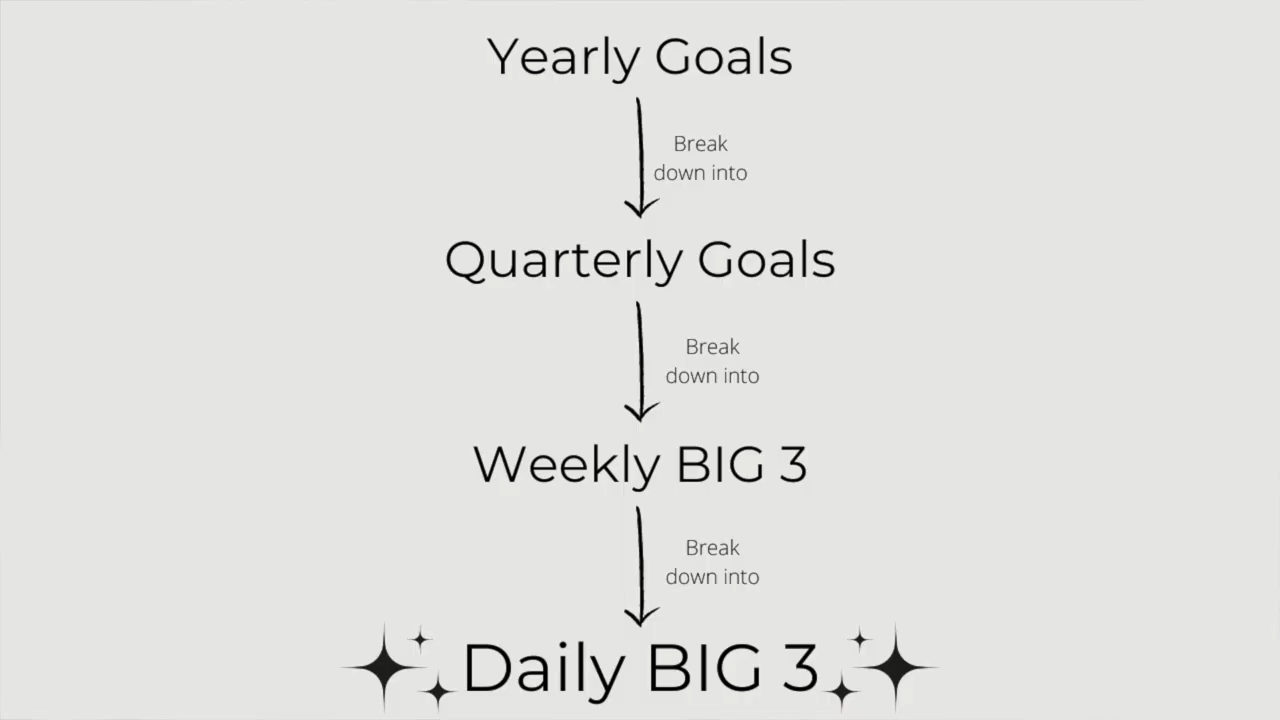 Yearly Goals
Break
down into
Quarterly Goals
Break
down into
Weekly BIG 3
Break
down into
Daily BIG 3